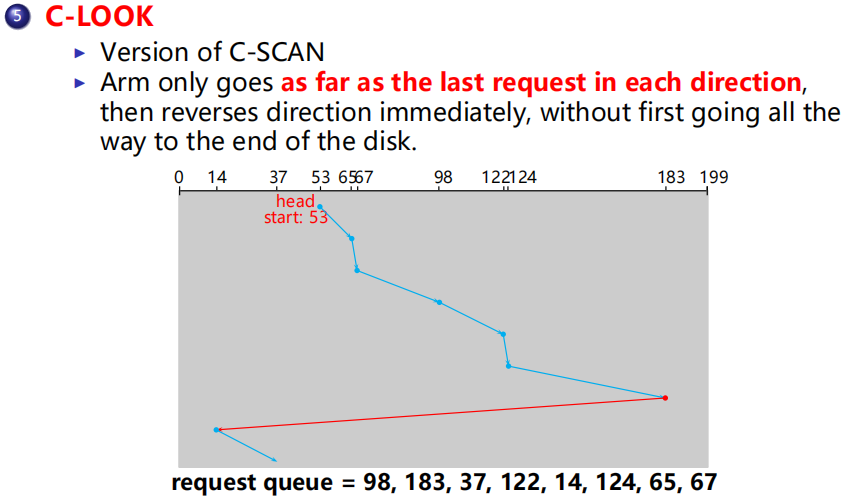 5 C-LOOK
▶ Version of C-SCAN
▶ Arm only goes as far as the last request in each direction,
then reverses direction immediately, without first going all the
way to the end of the disk.
0 14 37 53 65 67 98 122 124 183 199
head
start: 53
request queue = 98, 183, 37, 122, 14, 124, 65, 67